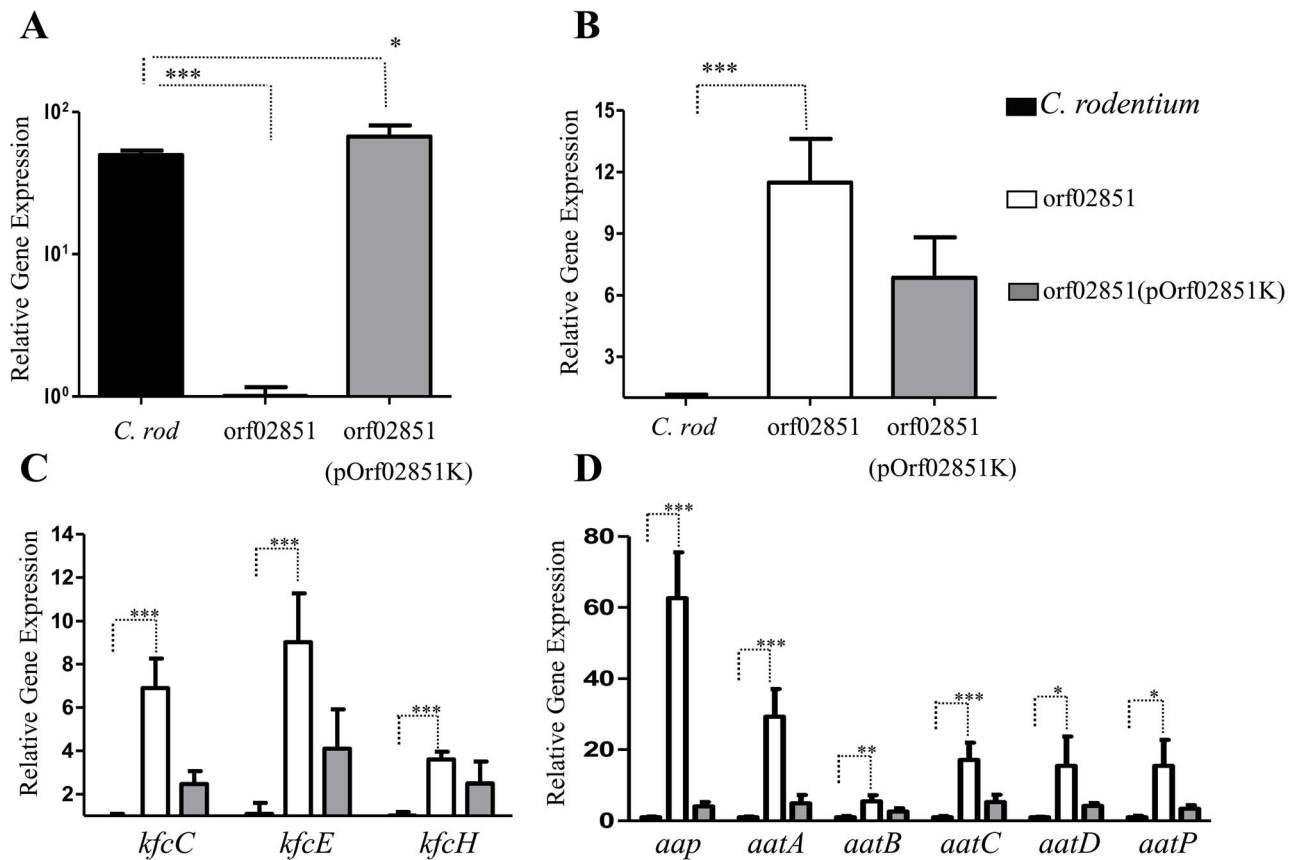 A
Relative Gene Expression
10²
10¹
10⁰
***
*
C. rod
orf02851
orf02851
(pOrf02851K)
B
Relative Gene Expression
15
12
9
6
3
***
C. rod
orf02851
orf02851
(pOrf02851K)
C. rodentium
orf02851
orf02851(pOrf02851K)
C
Relative Gene Expression
14
12
10
8
6
4
2
***
***
***
kfcC
kfcE
kfcH
D
Relative Gene Expression
80
60
40
20
0
***
***
**
***
*
*
aap
aatA
aatB
aatC
aatD
aatP